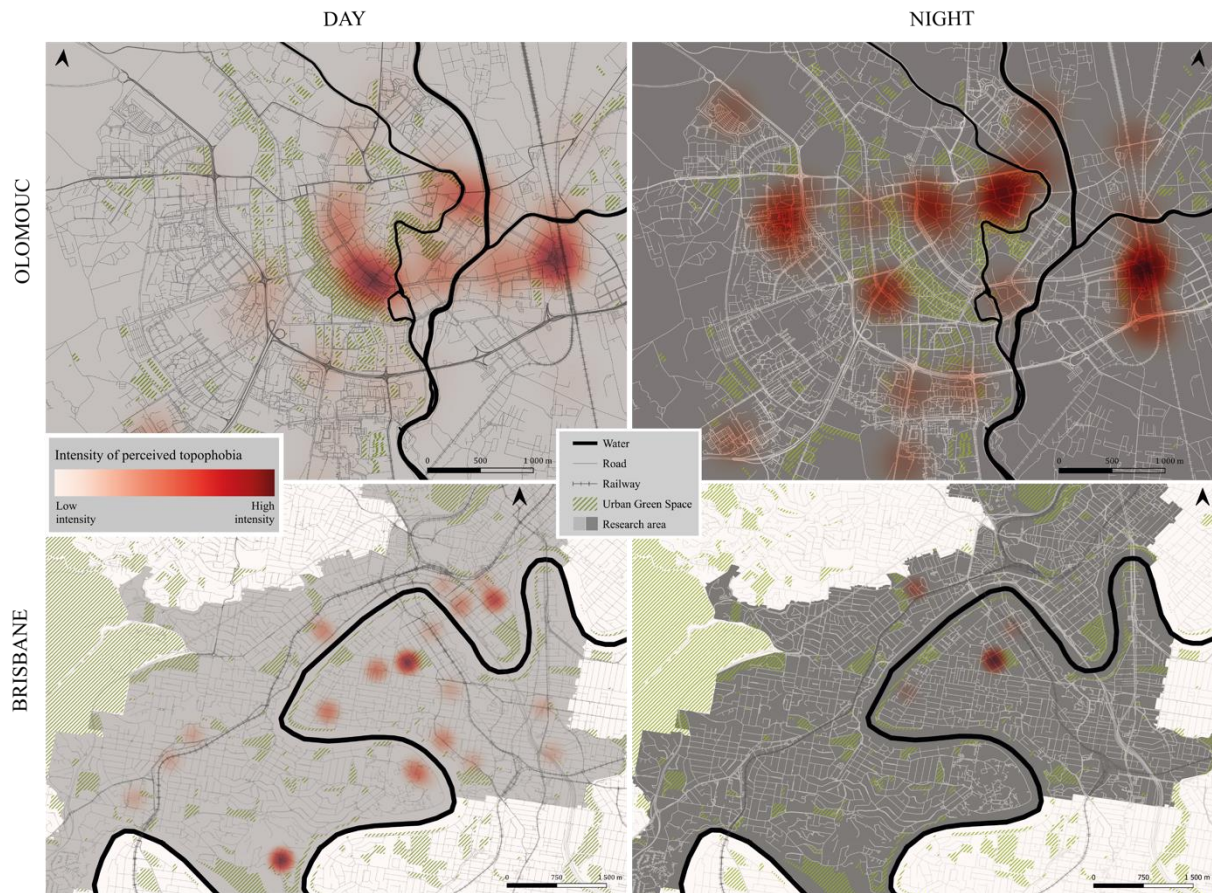 DAY
NIGHT
OLOMOUC
BRISBANE
Intensity of perceived topophobia
Low
intensity
High
intensity
Water
Road
Railway
Urban Green Space
Research area
0 500 1 000 m
0 500 1 000 m
0 750 1 500 m
0 750 1 500 m